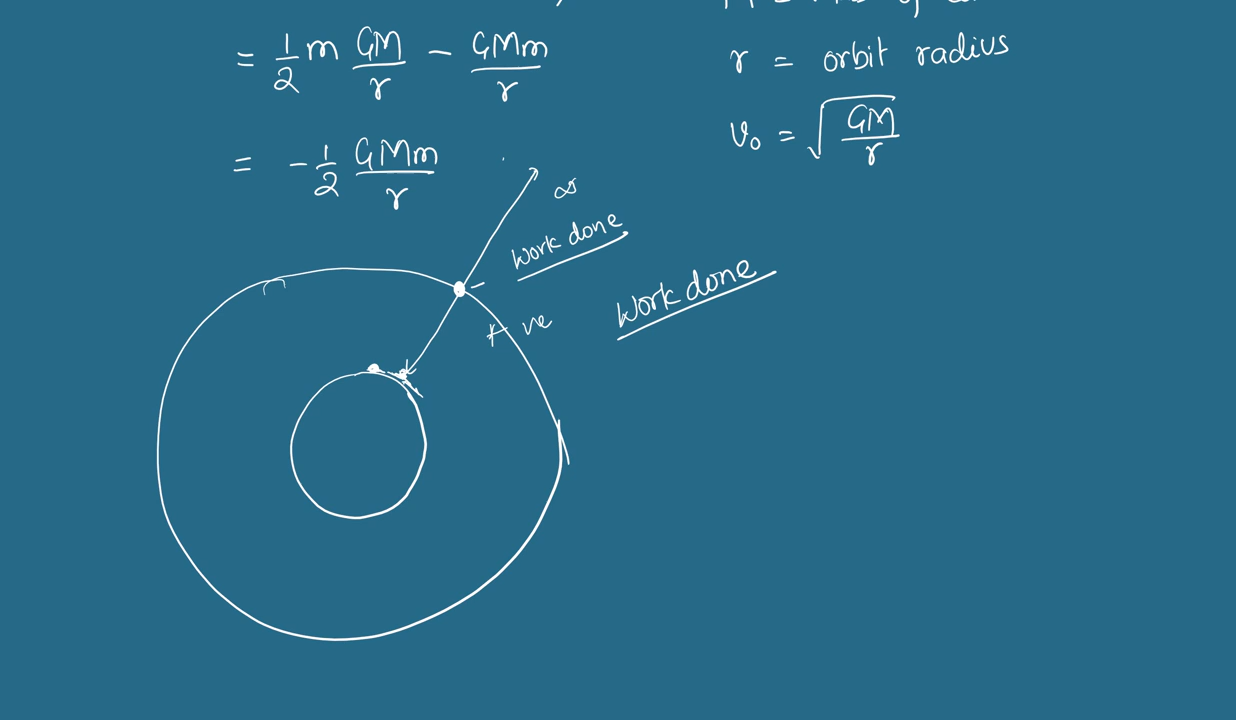 = 1/2 m GM/r - GMm/r
r = orbit radius
v₀ = √(GM/r)
= -1/2 GMm/r
∞
work done
-
+ ve
work done